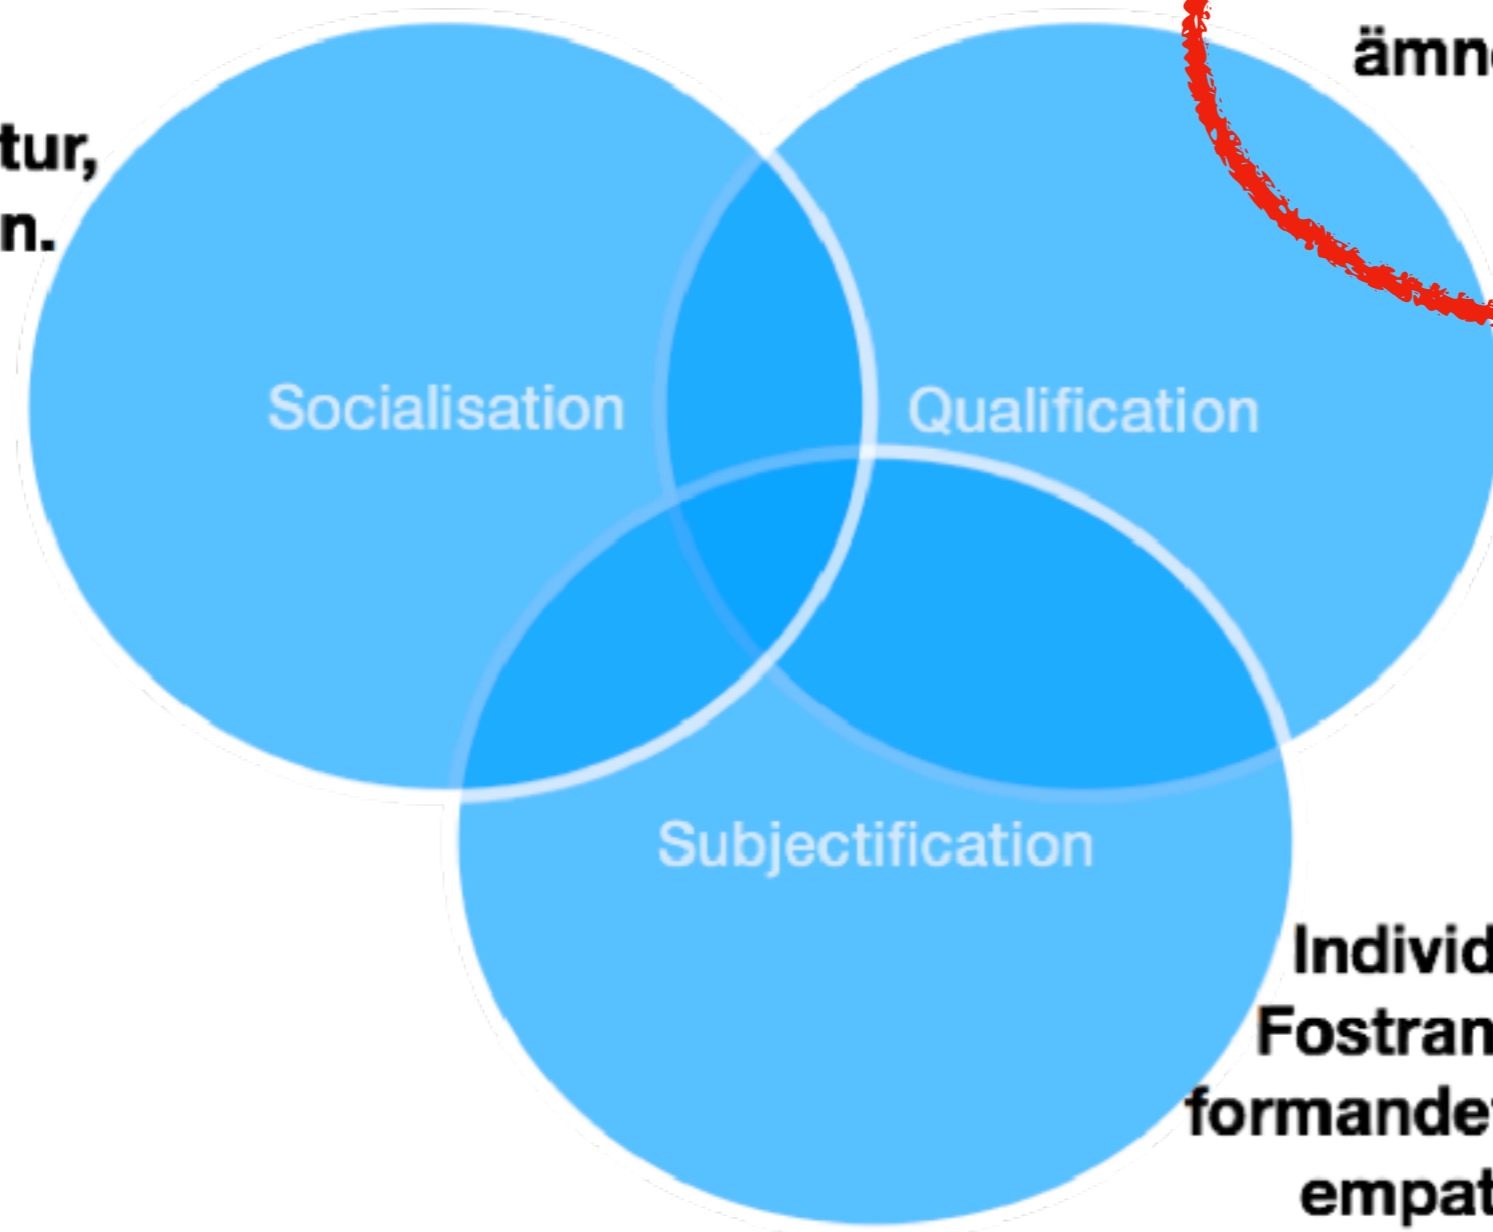 ämn
tur,
n.
Socialisation
Qualification
Subjectification
Individ
Fostran
formande
empat